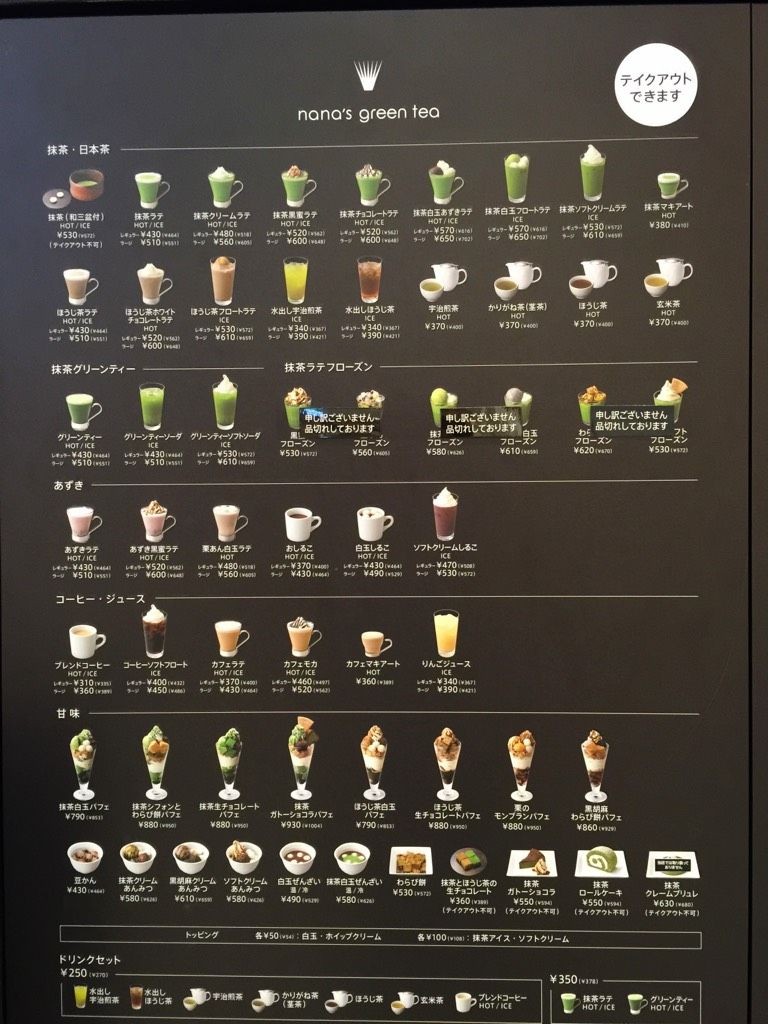 nana's green tea
テイクアウト
できます
抹茶・日本茶
抹茶(和三盆付)
HOT / ICE
¥530(¥572)
(テイクアウト不可)
抹茶ラテ
HOT / ICE
レギュラー ¥430(¥464)
ラージ ¥510(¥551)
抹茶クリームラテ
HOT / ICE
レギュラー ¥480(¥518)
ラージ ¥560(¥605)
抹茶黒蜜ラテ
HOT / ICE
レギュラー ¥520(¥562)
ラージ ¥600(¥648)
抹茶チョコレートラテ
HOT / ICE
レギュラー ¥520(¥562)
ラージ ¥600(¥648)
抹茶白玉あずきラテ
HOT / ICE
レギュラー ¥570(¥616)
ラージ ¥650(¥702)
抹茶白玉フロートラテ
ICE
レギュラー ¥570(¥616)
ラージ ¥650(¥702)
抹茶ソフトクリームラテ
ICE
レギュラー ¥530(¥572)
ラージ ¥610(¥659)
抹茶マキアート
HOT
¥380(¥410)
ほうじ茶ラテ
HOT / ICE
レギュラー ¥430(¥464)
ラージ ¥510(¥551)
ほうじ茶ホワイト
チョコレートラテ
HOT
レギュラー ¥520(¥562)
ラージ ¥600(¥648)
ほうじ茶フロートラテ
ICE
レギュラー ¥530(¥572)
ラージ ¥610(¥659)
水出し宇治煎茶
ICE
レギュラー ¥340(¥367)
ラージ ¥390(¥421)
水出しほうじ茶
ICE
レギュラー ¥340(¥367)
ラージ ¥390(¥421)
宇治煎茶
HOT
¥370(¥400)
かりがね茶(茎茶)
HOT
¥370(¥400)
ほうじ茶
HOT
¥370(¥400)
玄米茶
HOT
¥370(¥400)
抹茶グリーンティー
グリーンティー
HOT / ICE
レギュラー ¥430(¥464)
ラージ ¥510(¥551)
グリーンティーソーダ
ICE
レギュラー ¥430(¥464)
ラージ ¥510(¥551)
グリーンティーソフトソーダ
ICE
レギュラー ¥530(¥572)
ラージ ¥610(¥659)
抹茶ラテフローズン
申し訳ございません
品切れしております
フローズン
¥530(¥572)
フローズン
¥560(¥605)
申し訳ございません
品切れしております
フローズン
¥580(¥626)
白玉
フローズン
¥610(¥659)
申し訳ございません
品切れしております
フローズン
¥620(¥670)
フローズン
¥530(¥572)
あずき
あずきラテ
HOT / ICE
レギュラー ¥430(¥464)
ラージ ¥510(¥551)
あずき黒蜜ラテ
HOT / ICE
レギュラー ¥520(¥562)
ラージ ¥600(¥648)
栗あん白玉ラテ
HOT
レギュラー ¥480(¥518)
ラージ ¥560(¥605)
おしるこ
HOT / ICE
レギュラー ¥370(¥400)
ラージ ¥430(¥464)
白玉しるこ
HOT / ICE
レギュラー ¥430(¥464)
ラージ ¥490(¥529)
ソフトクリームしるこ
ICE
レギュラー ¥470(¥508)
ラージ ¥530(¥572)
コーヒー・ジュース
ブレンドコーヒー
HOT / ICE
レギュラー ¥310(¥335)
ラージ ¥360(¥389)
コーヒーソフトフロート
ICE
レギュラー ¥400(¥432)
ラージ ¥450(¥486)
カフェラテ
HOT / ICE
レギュラー ¥370(¥400)
ラージ ¥430(¥464)
カフェモカ
HOT / ICE
レギュラー ¥460(¥497)
ラージ ¥520(¥562)
カフェマキアート
HOT
¥360(¥389)
りんごジュース
ICE
レギュラー ¥340(¥367)
ラージ ¥390(¥421)
甘味
抹茶白玉パフェ
¥790(¥853)
抹茶シフォンと
わらび餅パフェ
¥880(¥950)
抹茶生チョコレート
パフェ
¥880(¥950)
抹茶
ガトーショコラパフェ
¥930(¥1004)
ほうじ茶白玉
パフェ
¥790(¥853)
ほうじ茶
生チョコレートパフェ
¥880(¥950)
栗の
モンブランパフェ
¥880(¥950)
黒胡麻
わらび餅パフェ
¥860(¥929)
豆かん
¥430(¥464)
抹茶クリーム
あんみつ
¥580(¥626)
黒胡麻クリーム
あんみつ
¥610(¥659)
ソフトクリーム
あんみつ
¥580(¥626)
白玉ぜんざい
温/冷
¥490(¥529)
抹茶白玉ぜんざい
温/冷
¥580(¥626)
わらび餅
¥530(¥572)
抹茶とほうじ茶の
生チョコレート
¥360(¥389)
(テイクアウト不可)
抹茶
ガトーショコラ
¥550(¥594)
(テイクアウト不可)
抹茶
ロールケーキ
¥550(¥594)
(テイクアウト不可)
抹茶
クレームブリュレ
¥630(¥680)
(テイクアウト不可)
トッピング 各¥50(¥54):白玉・ホイップクリーム 各¥100(¥108):抹茶アイス・ソフトクリーム
ドリンクセット
¥250(¥270)
水出し
宇治煎茶
水出し
ほうじ茶
宇治煎茶
かりがね茶
(茎茶)
ほうじ茶
玄米茶
ブレンドコーヒー
HOT / ICE
¥350(¥378)
抹茶ラテ
HOT / ICE
グリーンティー
HOT / ICE